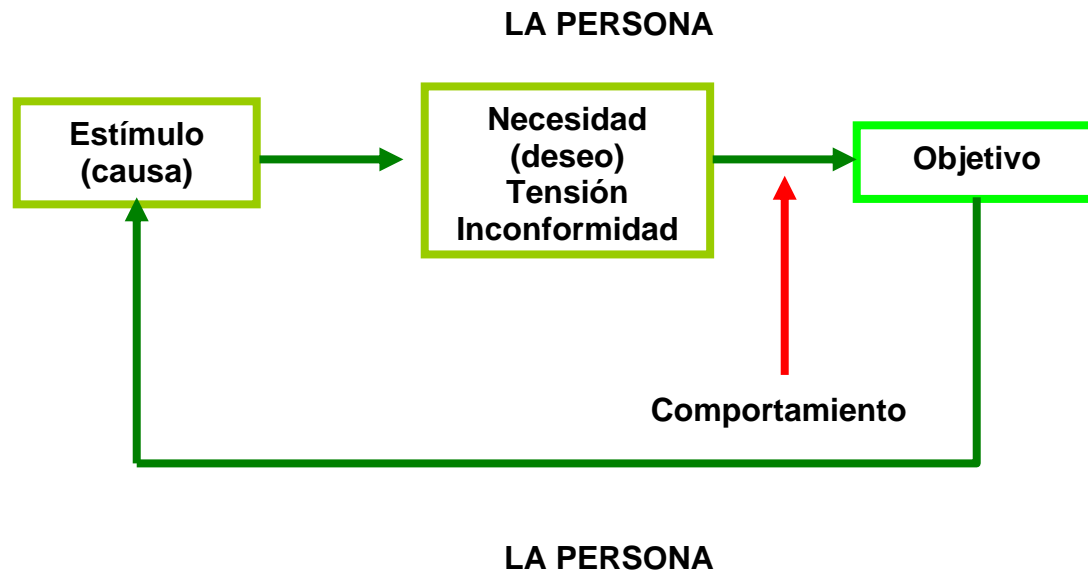 LA PERSONA
Estímulo
(causa)
Necesidad
(deseo)
Tensión
Inconformidad
Objetivo
Comportamiento
LA PERSONA